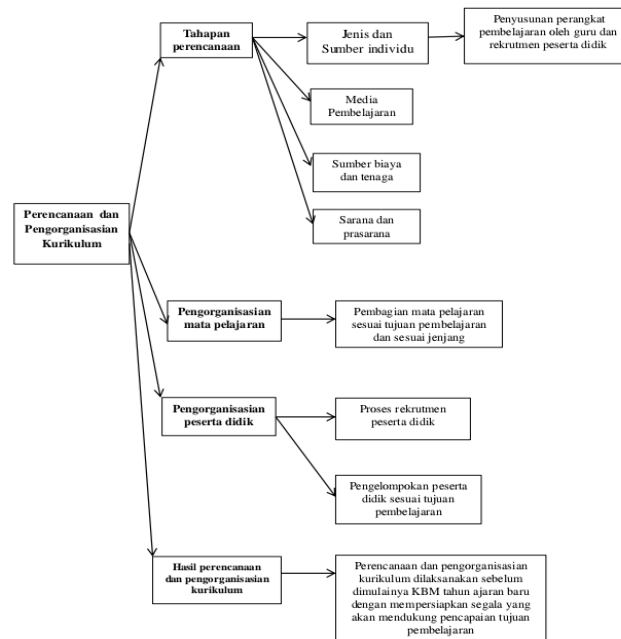 Perencanaan dan
Pengorganisasian
Kurikulum
Tahapan
perencanaan
Jenis dan
Sumber individu
Penyusunan perangkat
pembelajaran oleh guru dan
rekrutmen peserta didik
Media
Pembelajaran
Sumber biaya
dan tenaga
Sarana dan
prasarana
Pengorganisasian
mata pelajaran
Pembagian mata pelajaran
sesuai tujuan pembelajaran
dan sesuai jenjang
Pengorganisasian
peserta didik
Proses rekrutmen
peserta didik
Pengelompokan peserta
didik sesuai tujuan
pembelajaran
Hasil perencanaan
dan pengorganisasian
kurikulum
Perencanaan dan pengorganisasian
kurikulum dilaksanakan sebelum
dimulainya KBM tahun ajaran baru
dengan mempersiapkan segala yang
akan mendukung pencapaian tujuan
pembelajaran